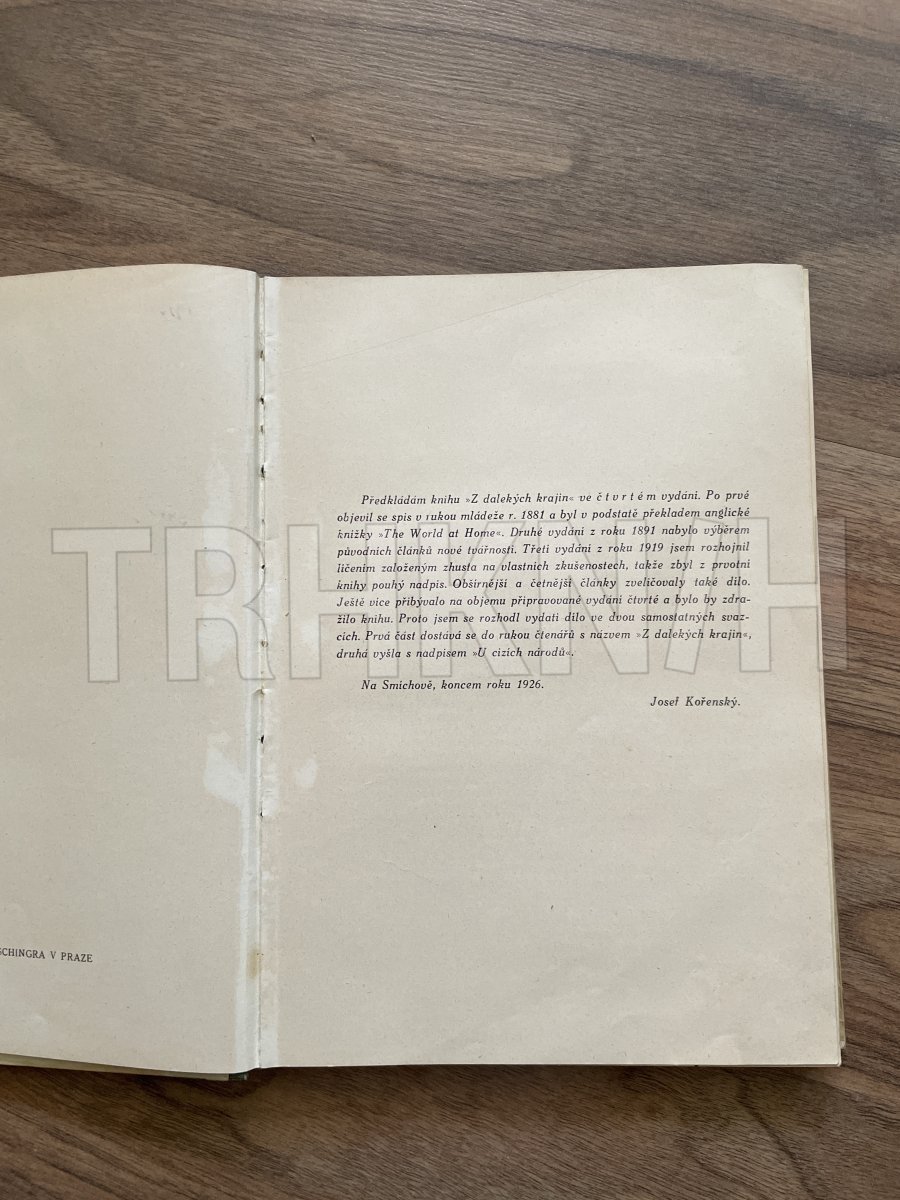 SCHINGRA V PRAZE
Předkládám knihu »Z dalekých krajin« ve čtvrtém vydání. Po prvé
objevil se spis v rukou mládeže r. 1881 a byl v podstatě překladem anglické
knížky »The World at Home«. Druhé vydání z roku 1891 nabylo výběrem
původních článků nové tvářnosti. Třetí vydání z roku 1919 jsem rozhojnil
líčením založeným zhusta na vlastních zkušenostech, takže zbyl z prvotní
knihy pouhý nadpis. Obšírnější a četnější články zveličovaly také dílo.
Ještě více přibývalo na objemu připravované vydání čtvrté a bylo by zdra-
žilo knihu. Proto jsem se rozhodl vydati dílo ve dvou samostatných svaz-
cích. Prvá část dostává se do rukou čtenářů s názvem »Z dalekých krajin«,
druhá vyšla s nadpisem »U cizích národů«.
Na Smíchově, koncem roku 1926.
Josef Kořenský.
TRHKNIH